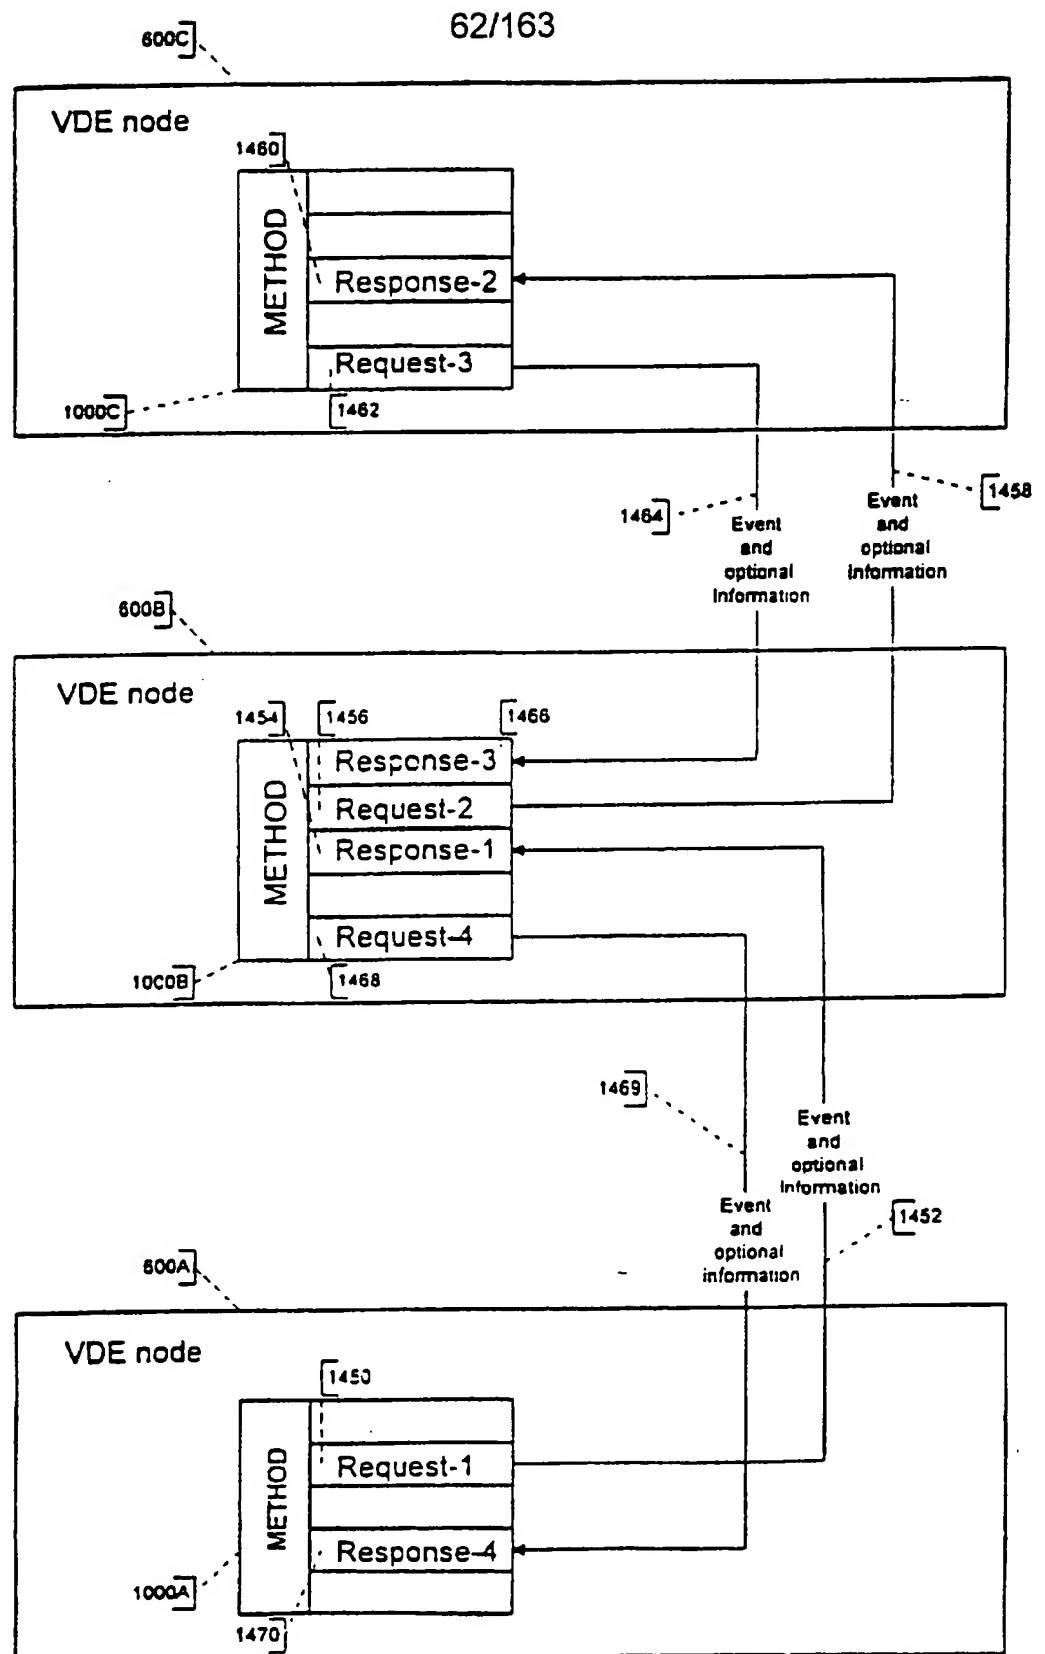 62/163
600C
VDE node
1460
METHOD
Response-2
Request-3
1000C
1462
1464
1458
Event
and
optional
Information
Event
and
optional
Information
600B
VDE node
1454
1456
1466
METHOD
Response-3
Request-2
Response-1
Request-4
1000B
1468
1469
Event
and
optional
Information
Event
and
optional
information
1452
600A
VDE node
1450
METHOD
Request-1
Response-4
1000A
1470